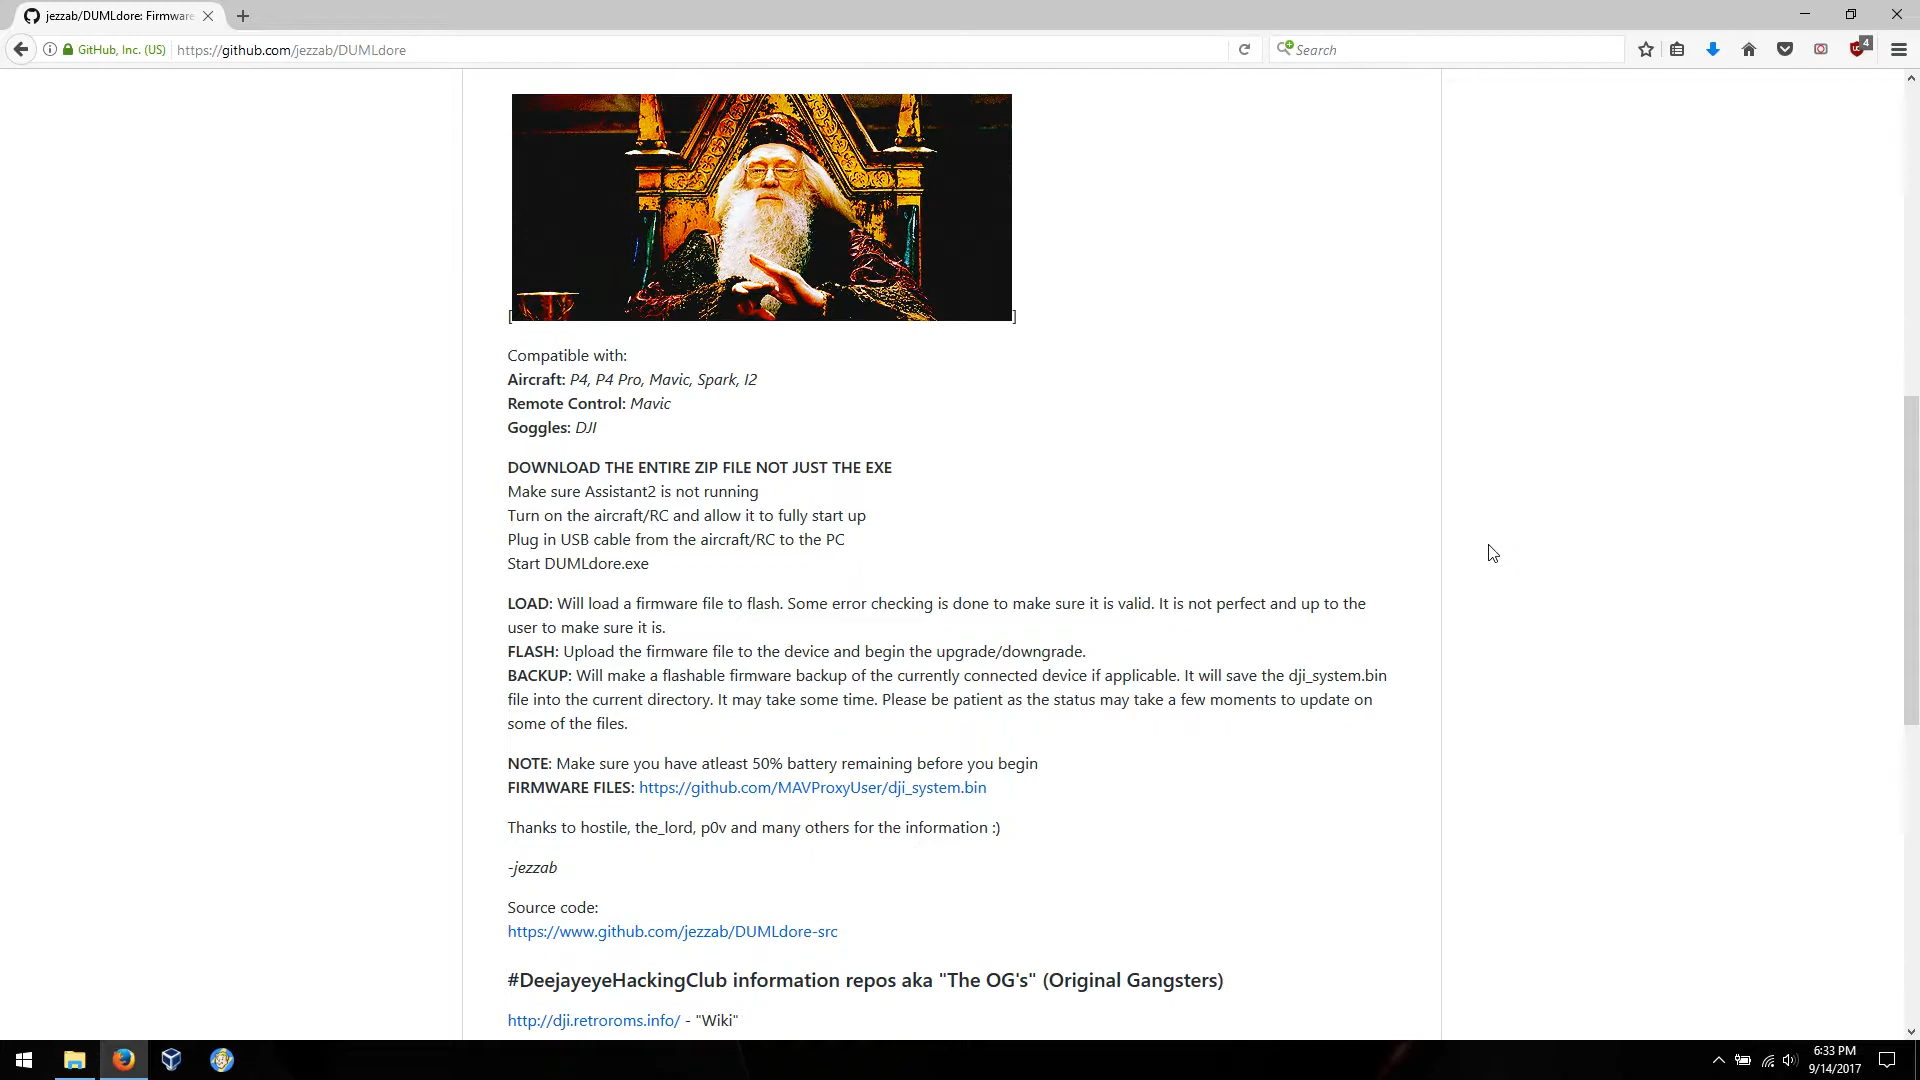 jezzab/DUMLdore: Firmware
GitHub, Inc. (US)
https://github.com/jezzab/DUMLdore
Search
4
[ ]
Compatible with:
Aircraft: P4, P4 Pro, Mavic, Spark, I2
Remote Control: Mavic
Goggles: DJI
DOWNLOAD THE ENTIRE ZIP FILE NOT JUST THE EXE
Make sure Assistant2 is not running
Turn on the aircraft/RC and allow it to fully start up
Plug in USB cable from the aircraft/RC to the PC
Start DUMLdore.exe
LOAD: Will load a firmware file to flash. Some error checking is done to make sure it is valid. It is not perfect and up to the
user to make sure it is.
FLASH: Upload the firmware file to the device and begin the upgrade/downgrade.
BACKUP: Will make a flashable firmware backup of the currently connected device if applicable. It will save the dji_system.bin
file into the current directory. It may take some time. Please be patient as the status may take a few moments to update on
some of the files.
NOTE: Make sure you have atleast 50% battery remaining before you begin
FIRMWARE FILES: https://github.com/MAVProxyUser/dji_system.bin
Thanks to hostile, the_lord, p0v and many others for the information :)
-jezzab
Source code:
https://www.github.com/jezzab/DUMLdore-src
#DeejayeyeHackingClub information repos aka "The OG's" (Original Gangsters)
http://dji.retroroms.info/ - "Wiki"
6:33 PM
9/14/2017